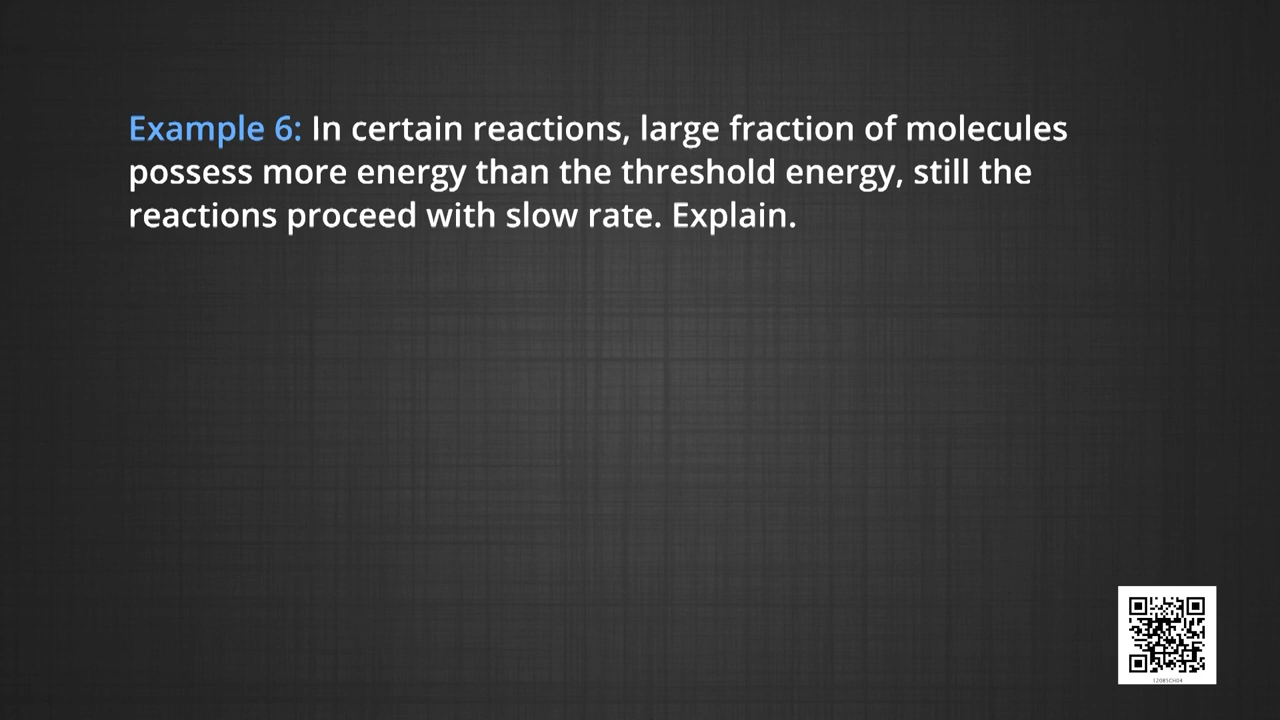 Example 6: In certain reactions, large fraction of molecules
possess more energy than the threshold energy, still the
reactions proceed with slow rate. Explain.
12085CH04